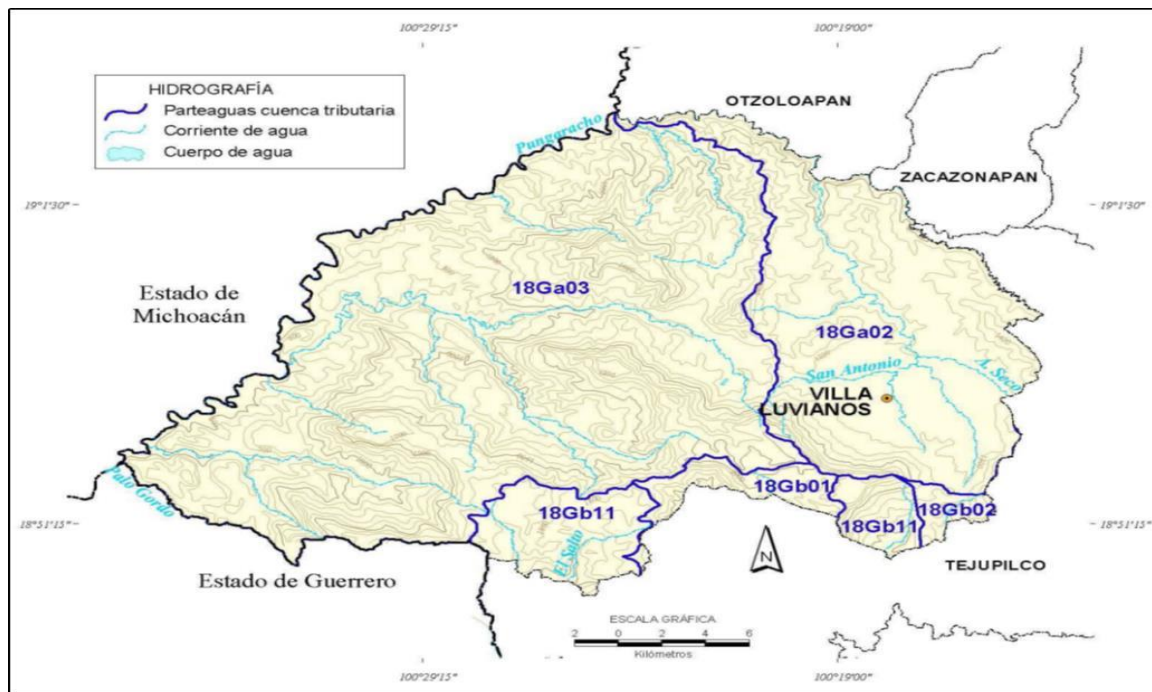 100°29'15"
100°19'00"
HIDROGRAFÍA
Parteaguas cuenca tributaria
Corriente de agua
Cuerpo de agua
OTZOLOAPAN
Pungaracho
ZACAZONAPAN
19°1'30"
19°1'30"
18Ga03
Estado de
Michoacán
18Ga02
San Antonio
A. Seco
VILLA
LUVIANOS
Palo Gordo
18Gb01
18Gb11
18Gb11
18Gb02
18°51'15"
18°51'15"
El Salto
N
TEJUPILCO
Estado de Guerrero
ESCALA GRÁFICA
2 0 2 4 6
Kilómetros
100°29'15"
100°19'00"